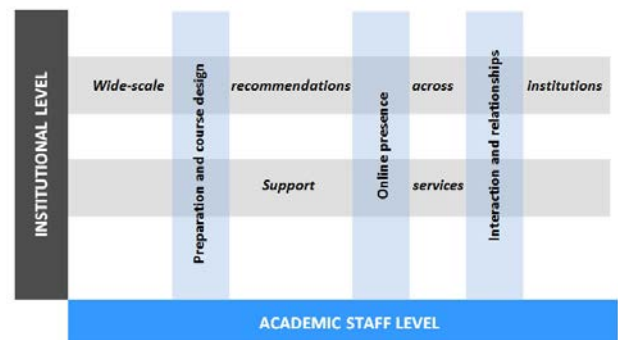 INSTITUTIONAL LEVEL
Wide-scale recommendations across institutions
Support services
Preparation and course design
Online presence
Interaction and relationships
ACADEMIC STAFF LEVEL